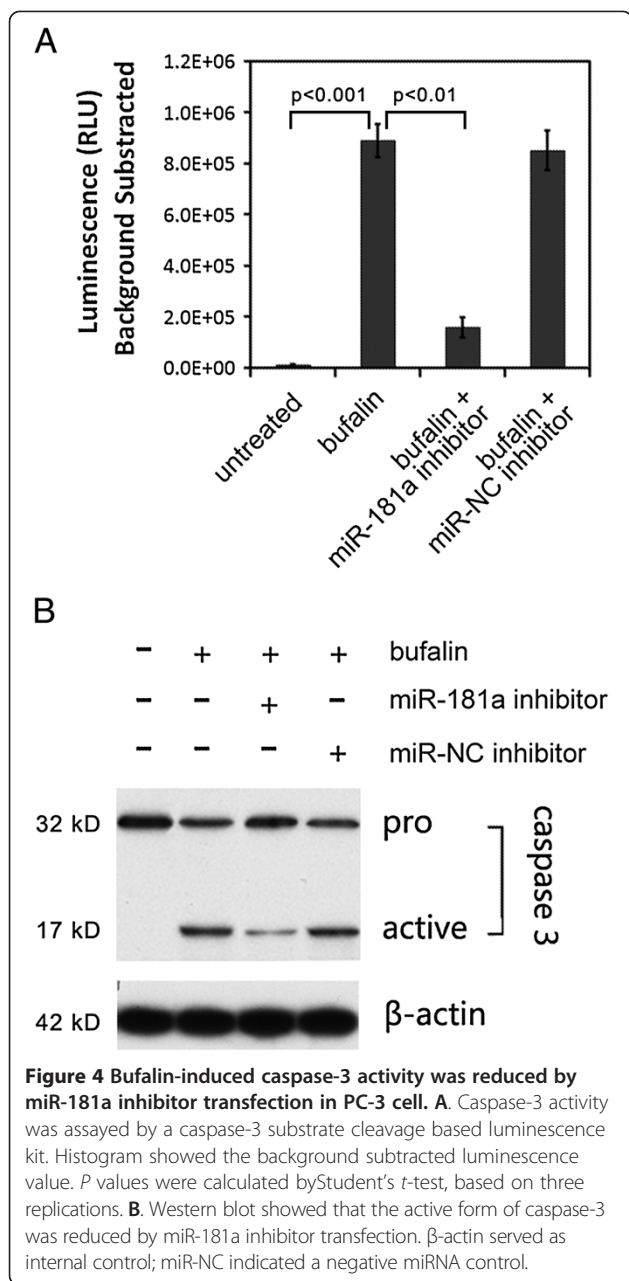 A
Luminescence (RLU)
Background Substracted
1.2E+06
1.0E+06
8.0E+05
6.0E+05
4.0E+05
2.0E+05
0.0E+00
p<0.001
p<0.01
untreated
bufalin
bufalin +
miR-181a inhibitor
bufalin +
miR-NC inhibitor
B
− + + + bufalin
− − + − miR-181a inhibitor
− − − + miR-NC inhibitor
32 kD pro
17 kD active
caspase 3
42 kD β-actin
Figure 4 Bufalin-induced caspase-3 activity was reduced by
miR-181a inhibitor transfection in PC-3 cell. A. Caspase-3 activity
was assayed by a caspase-3 substrate cleavage based luminescence
kit. Histogram showed the background subtracted luminescence
value. P values were calculated byStudent's t-test, based on three
replications. B. Western blot showed that the active form of caspase-3
was reduced by miR-181a inhibitor transfection. β-actin served as
internal control; miR-NC indicated a negative miRNA control.